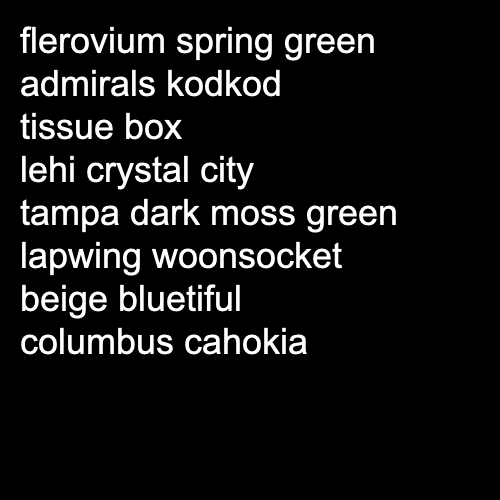 flerovium spring green
admirals kodkod
tissue box
lehi crystal city
tampa dark moss green
lapwing woonsocket
beige bluetiful
columbus cahokia